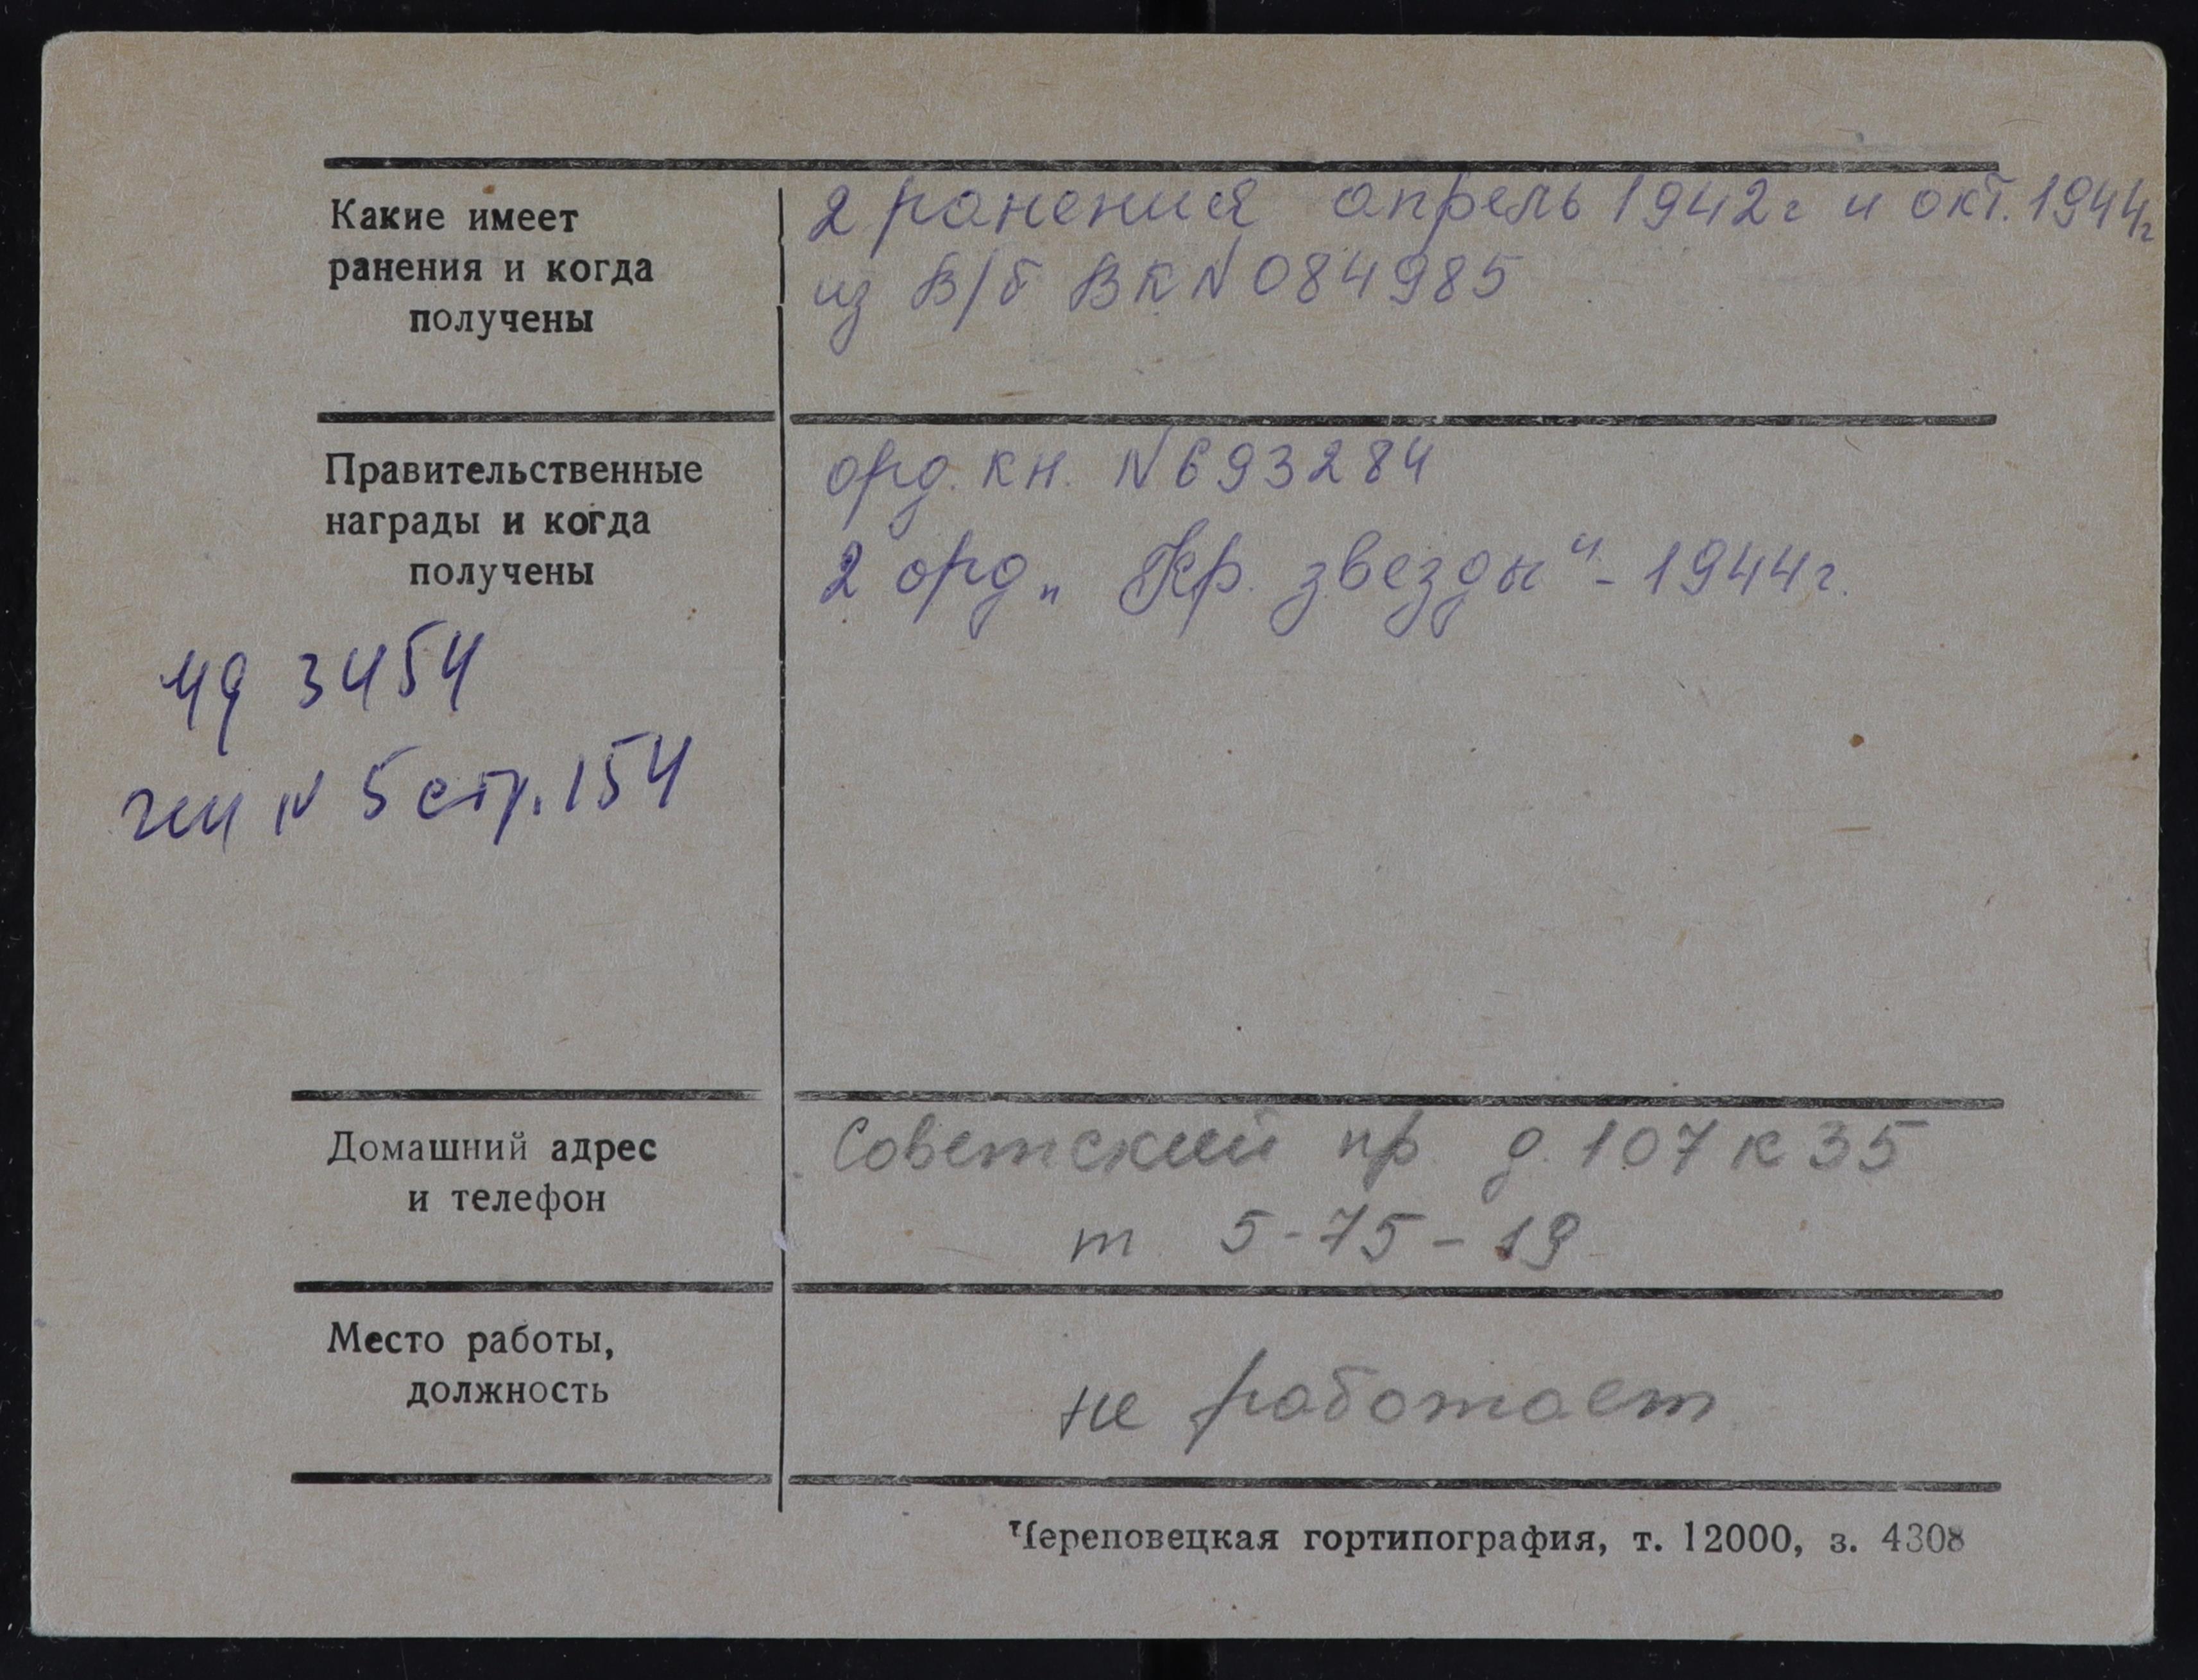 Какие имеет
ранения и когда
получены
2 ранения апрель 1942г и окт. 1944г
из В/б ВК N 084985
Правительственные
награды и когда
получены
орд. кн. N 693284
2 орд „Кр. звезды“ - 1944г.
3454
N 5 стр. 154
Домашний адрес
и телефон
Советский пр. д. 107 к 35
т 5-75-19
Место работы,
должность
не работает
Череповецкая гортипография, т. 12000, з. 4308